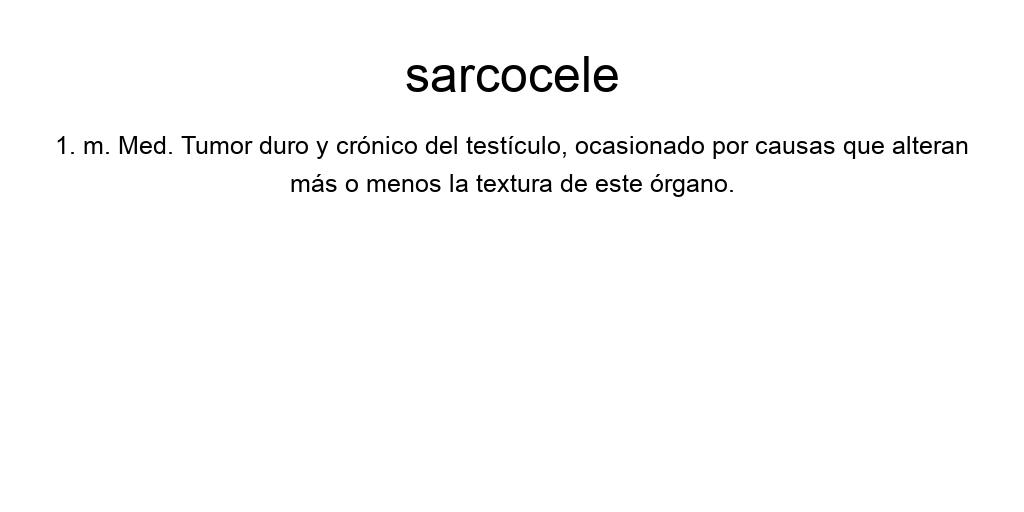 sarcocele
1. m. Med. Tumor duro y crónico del testículo, ocasionado por causas que alteran
más o menos la textura de este órgano.